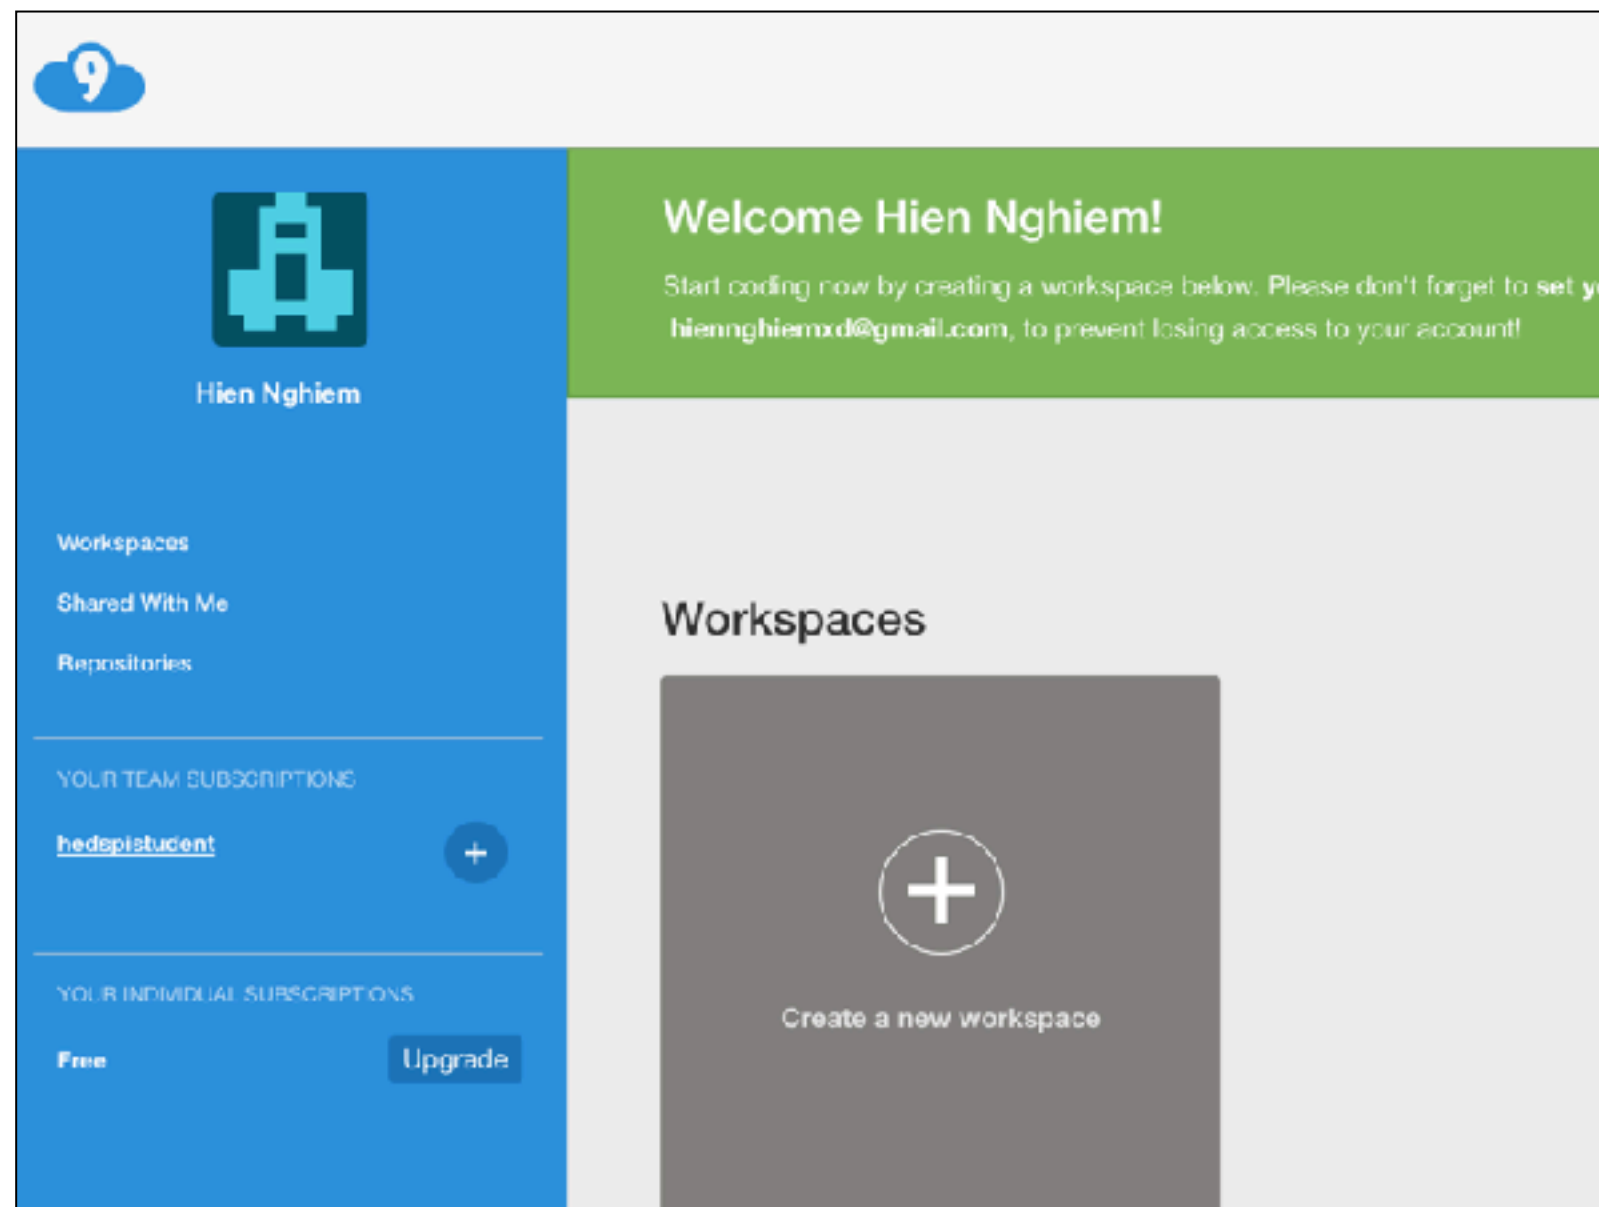 9
Hien Nghiem
Workspaces
Shared With Me
Repositories
YOUR TEAM SUBSCRIPTIONS
hedspistudent
+
YOUR INDIVIDUAL SUBSCRIPTIONS
Free
Upgrade
Welcome Hien Nghiem!
Start coding now by creating a workspace below. Please don't forget to set
hiennghiemxd@gmail.com, to prevent losing access to your account!
Workspaces
+
Create a new workspace